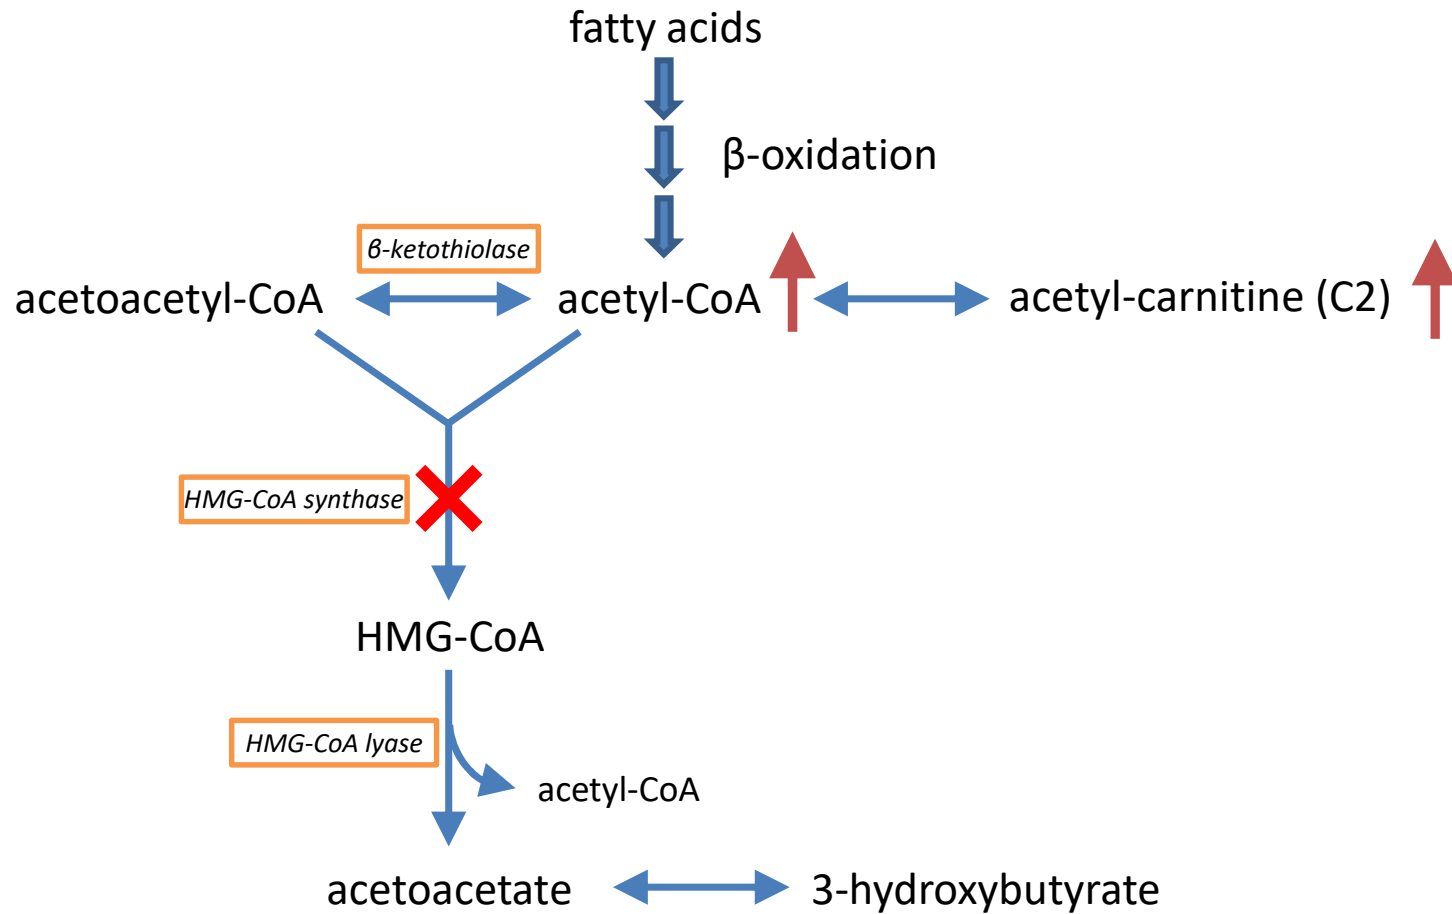 fatty acids
β-oxidation
β-ketothiolase
acetoacetyl-CoA
acetyl-CoA
acetyl-carnitine (C2)
HMG-CoA synthase
HMG-CoA
HMG-CoA lyase
acetyl-CoA
acetoacetate
3-hydroxybutyrate